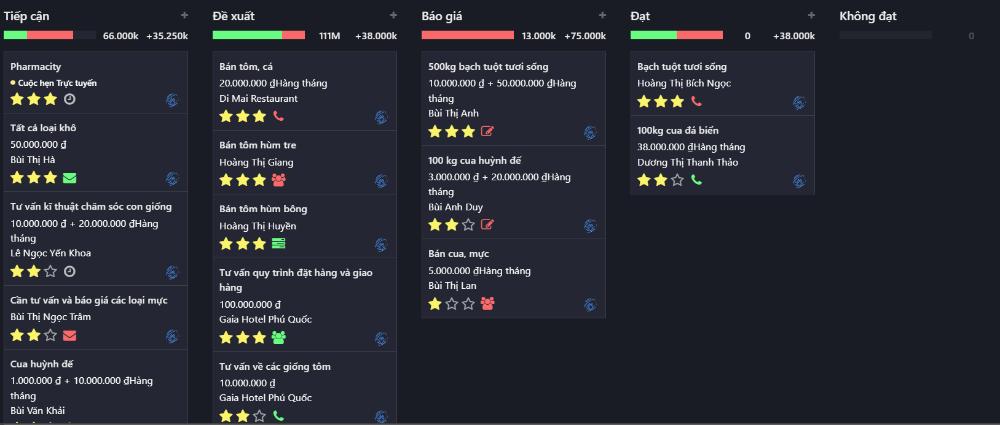 Tiếp cận
66.000k +35.250k
Pharmacity
Cuộc hẹn Trực tuyến
Tất cả loại khô
50.000.000 ₫
Bùi Thị Hà
Tư vấn kĩ thuật chăm sóc con giống
10.000.000 ₫ + 20.000.000 ₫Hàng
tháng
Lê Ngọc Yến Khoa
Cần tư vấn và báo giá các loại mực
Bùi Thị Ngọc Trâm
Cua huỳnh đế
1.000.000 ₫ + 10.000.000 ₫Hàng
tháng
Bùi Văn Khải
Đề xuất
111M +38.000k
Bán tôm, cá
20.000.000 ₫Hàng tháng
Di Mai Restaurant
Bán tôm hùm tre
Hoàng Thị Giang
Bán tôm hùm bông
Hoàng Thị Huyền
Tư vấn quy trình đặt hàng và giao
hàng
100.000.000 ₫
Gaia Hotel Phú Quốc
Tư vấn về các giống tôm
10.000.000 ₫
Gaia Hotel Phú Quốc
Báo giá
13.000k +75.000k
500kg bạch tuột tươi sống
10.000.000 ₫ + 50.000.000 ₫Hàng
tháng
Bùi Thị Anh
100 kg cua huỳnh đế
3.000.000 ₫ + 20.000.000 ₫Hàng
tháng
Bùi Anh Duy
Bán cua, mực
5.000.000 ₫Hàng tháng
Bùi Thị Lan
Đạt
0 +38.000k
Bạch tuột tươi sống
Hoàng Thị Bích Ngọc
100kg cua đá biển
38.000.000 ₫Hàng tháng
Dương Thị Thanh Thảo
Không đạt
0